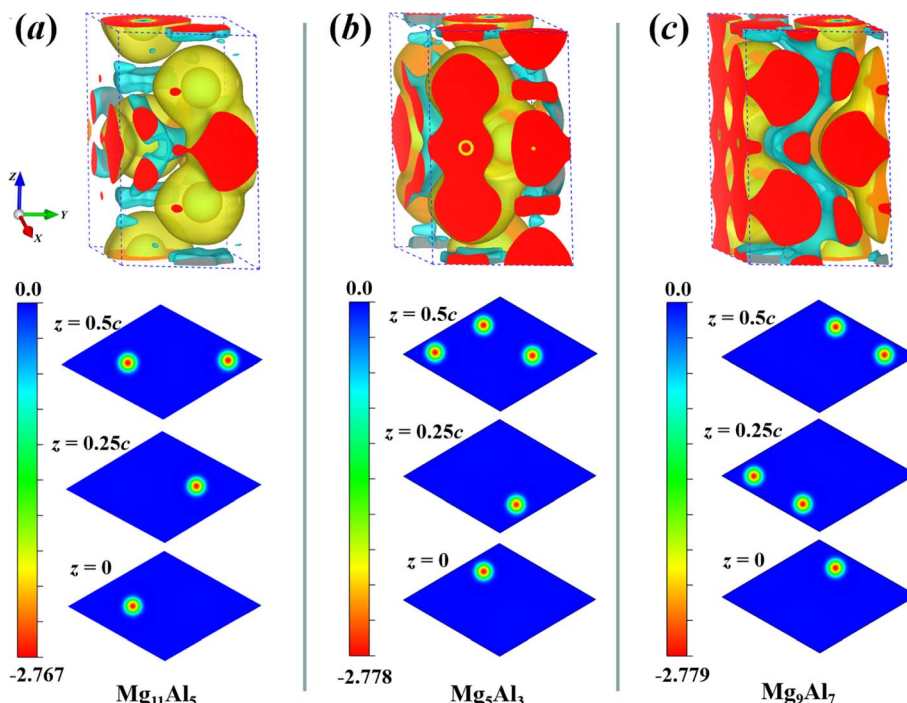 (a)
(b)
(c)
Z
Y
X
0.0
z = 0.5c
z = 0.25c
z = 0
-2.767
Mg₁₁Al₅
0.0
z = 0.5c
z = 0.25c
z = 0
-2.778
Mg₅Al₃
0.0
z = 0.5c
z = 0.25c
z = 0
-2.779
Mg₉Al₇